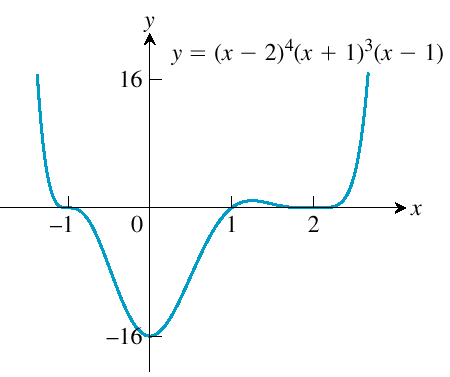 y
y = (x − 2)⁴(x + 1)³(x − 1)
16
x
−1
0
1
2
−16